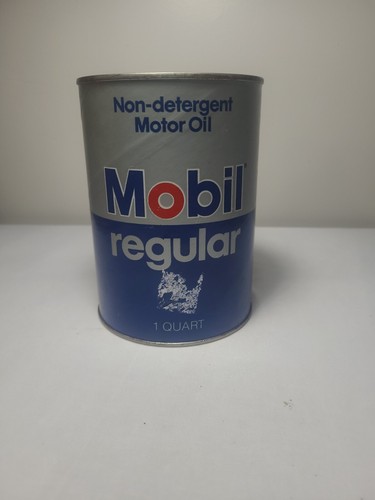 Non-detergent
Motor Oil
Mobil
regular
1 QUART